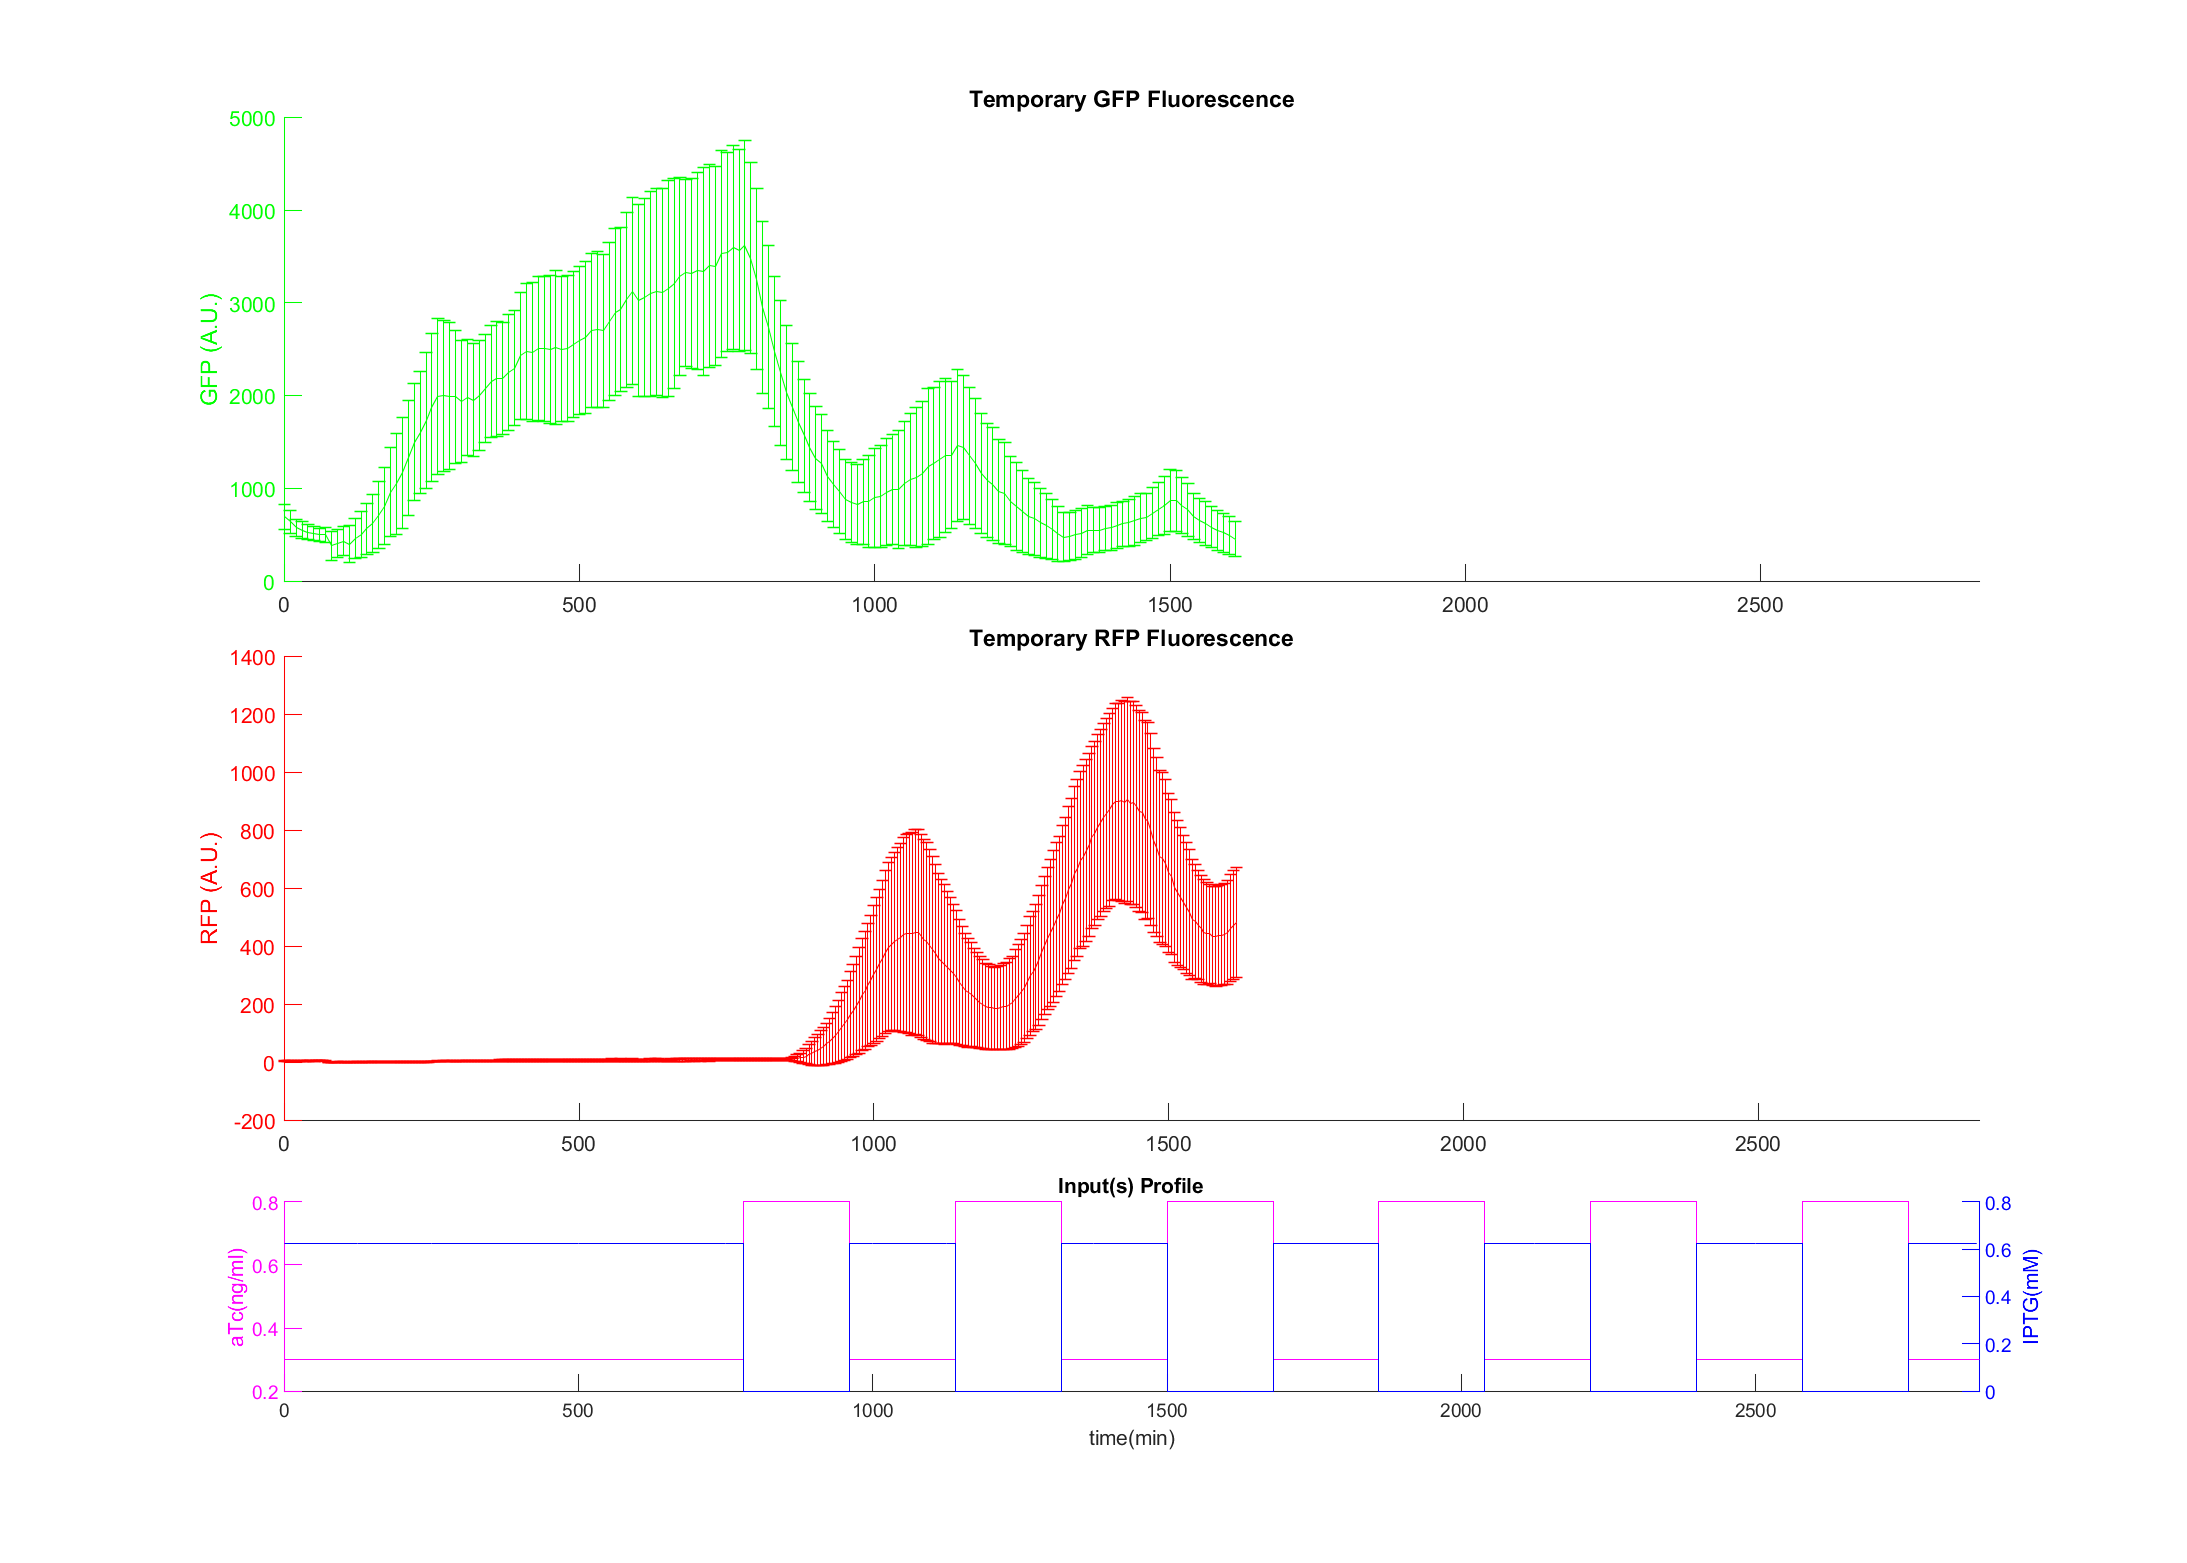 Temporary GFP Fluorescence
5000
4000
3000
2000
1000
0
GFP (A.U.)
0 500 1000 1500 2000 2500
Temporary RFP Fluorescence
1400
1200
1000
800
600
400
200
0
-200
RFP (A.U.)
0 500 1000 1500 2000 2500
Input(s) Profile
0.8
0.6
0.4
0.2
aTc(ng/ml)
0.8
0.6
0.4
0.2
0
IPTG(mM)
0 500 1000 1500 2000 2500
time(min)